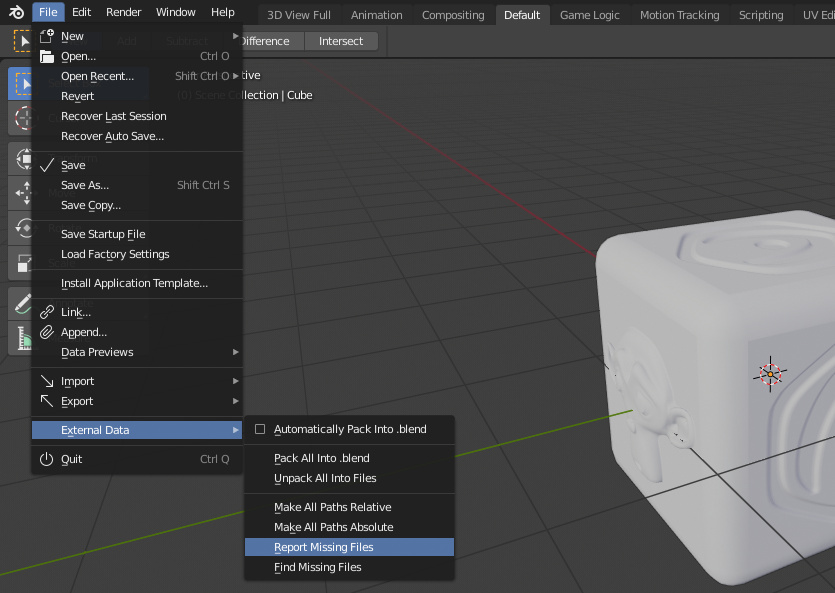 File Edit Render Window Help 3D View Full Animation Compositing Default Game Logic Motion Tracking Scripting UV Edi
New
Difference Intersect
Open... Ctrl O
Open Recent... Shift Ctrl O
tive
Revert
(0) Scene Collection | Cube
Recover Last Session
Recover Auto Save...
Save
Save As... Shift Ctrl S
Save Copy...
Save Startup File
Load Factory Settings
Install Application Template...
Link...
Append...
Data Previews
Import
Export
External Data
Automatically Pack Into .blend
Quit Ctrl Q
Pack All Into .blend
Unpack All Into Files
Make All Paths Relative
Make All Paths Absolute
Report Missing Files
Find Missing Files